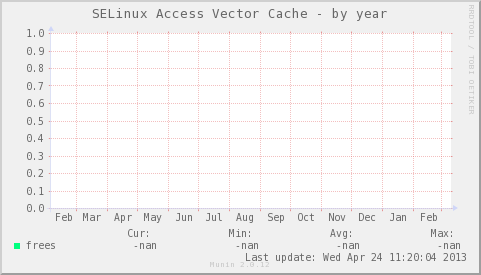 SELinux Access Vector Cache - by year
RRDTOOL / TOBI OETIKER
1.0
0.9
0.8
0.7
0.6
0.5
0.4
0.3
0.2
0.1
0.0
Feb Mar Apr May Jun Jul Aug Sep Oct Nov Dec Jan Feb
Cur: Min: Avg: Max:
frees -nan -nan -nan -nan
Last update: Wed Apr 24 11:20:04 2013
Munin 2.0.12